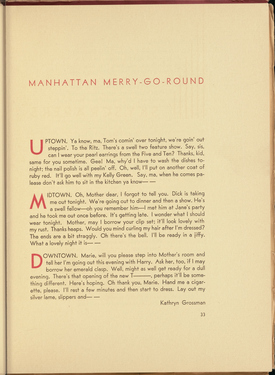 MANHATTAN MERRY-GO-ROUND
UPTOWN. Ya know, ma, Tom's comin' over tonight, we're goin' out
steppin'. To the Ritz. There's a swell two feature show. Say, sis,
can I wear your pearl earrings from the Five and Ten? Thanks, kid,
same for you sometime. Gee! Ma, why'd I have to wash the dishes to-
night; the nail polish is all peelin' off. Oh, well, I'll put on another coat of
ruby red. It'll go well with my Kelly Green. Say, ma, when he comes pa-
lease don't ask him to sit in the kitchen ya know— —
MIDTOWN. Oh, Mother dear, I forgot to tell you. Dick is taking
me out tonight. We're going out to dinner and then a show. He's
a swell fellow—oh you remember him—I met him at Jane's party
and he took me out once before. It's getting late. I wonder what I should
wear tonight. Mother, may I borrow your clip set; it'll look lovely with
my rust. Thanks heaps. Would you mind curling my hair after I'm dressed?
The ends are a bit straggly. Oh there's the bell. I'll be ready in a jiffy.
What a lovely night it is— —
DOWNTOWN. Marie, will you please step into Mother's room and
tell her I'm going out this evening with Harry. Ask her, too, if I may
borrow her emerald clasp. Well, might as well get ready for a dull
evening. There's that opening of the new T———, perhaps it'll be some-
thing different. Here's hoping. Oh thank you, Marie. Hand me a cigar-
ette, please. I'll rest a few minutes and then start to dress. Lay out my
silver lame, slippers and— —
Kathryn Grossman
33